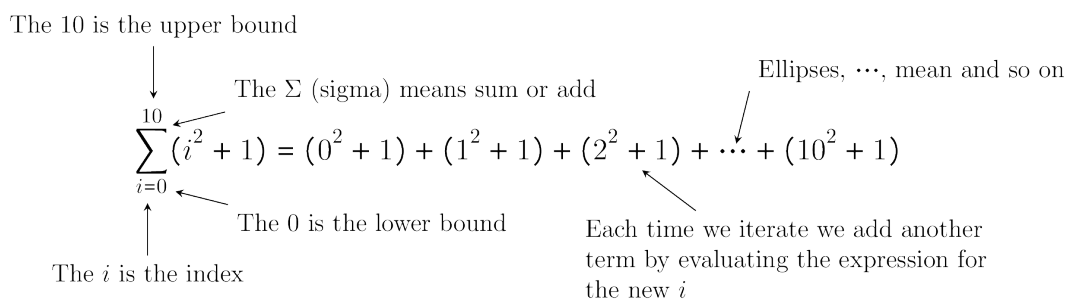 The 10 is the upper bound
Ellipses, ⋯, mean and so on
The Σ (sigma) means sum or add
10
∑(i² + 1) = (0² + 1) + (1² + 1) + (2² + 1) + ⋯ + (10² + 1)
i=0
The 0 is the lower bound
Each time we iterate we add another
term by evaluating the expression for
the new i
The i is the index